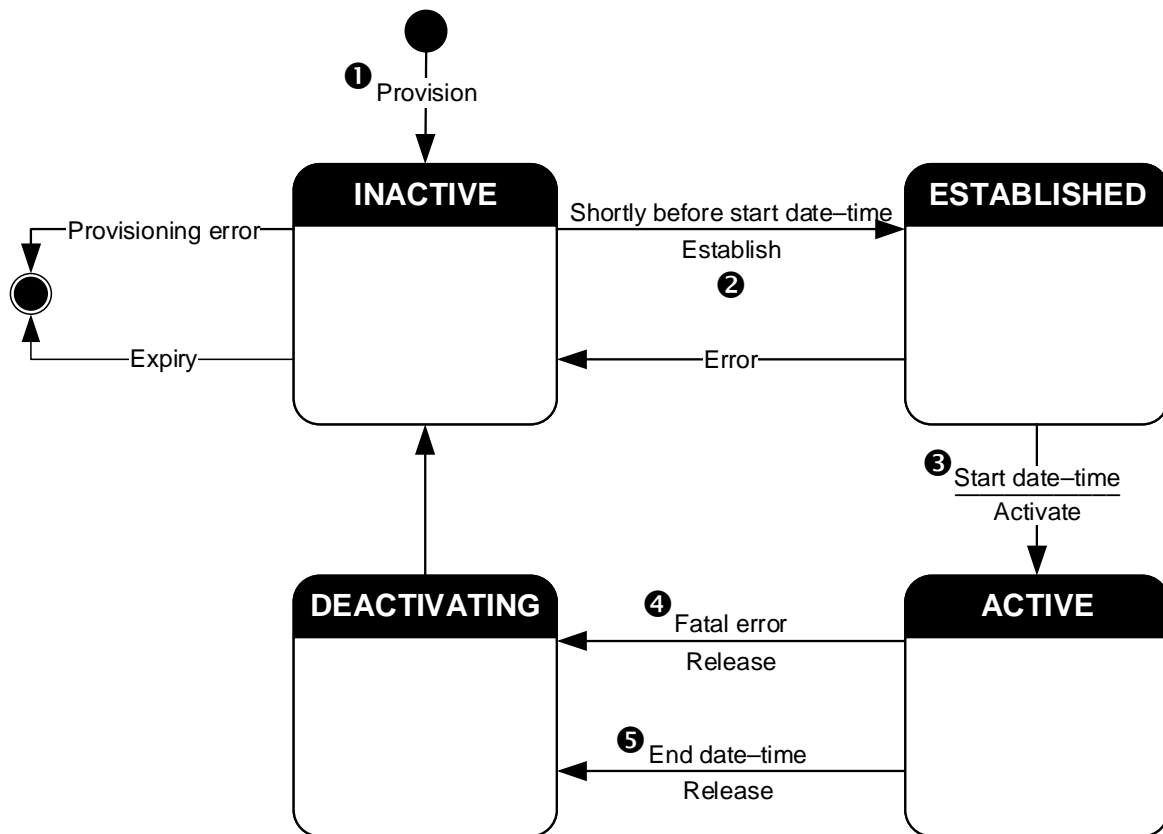 ❶ Provision
INACTIVE
ESTABLISHED
Provisioning error
Shortly before start date–time
Establish
❷
Expiry
Error
❸ Start date–time
Activate
DEACTIVATING
ACTIVE
❹ Fatal error
Release
❺ End date–time
Release